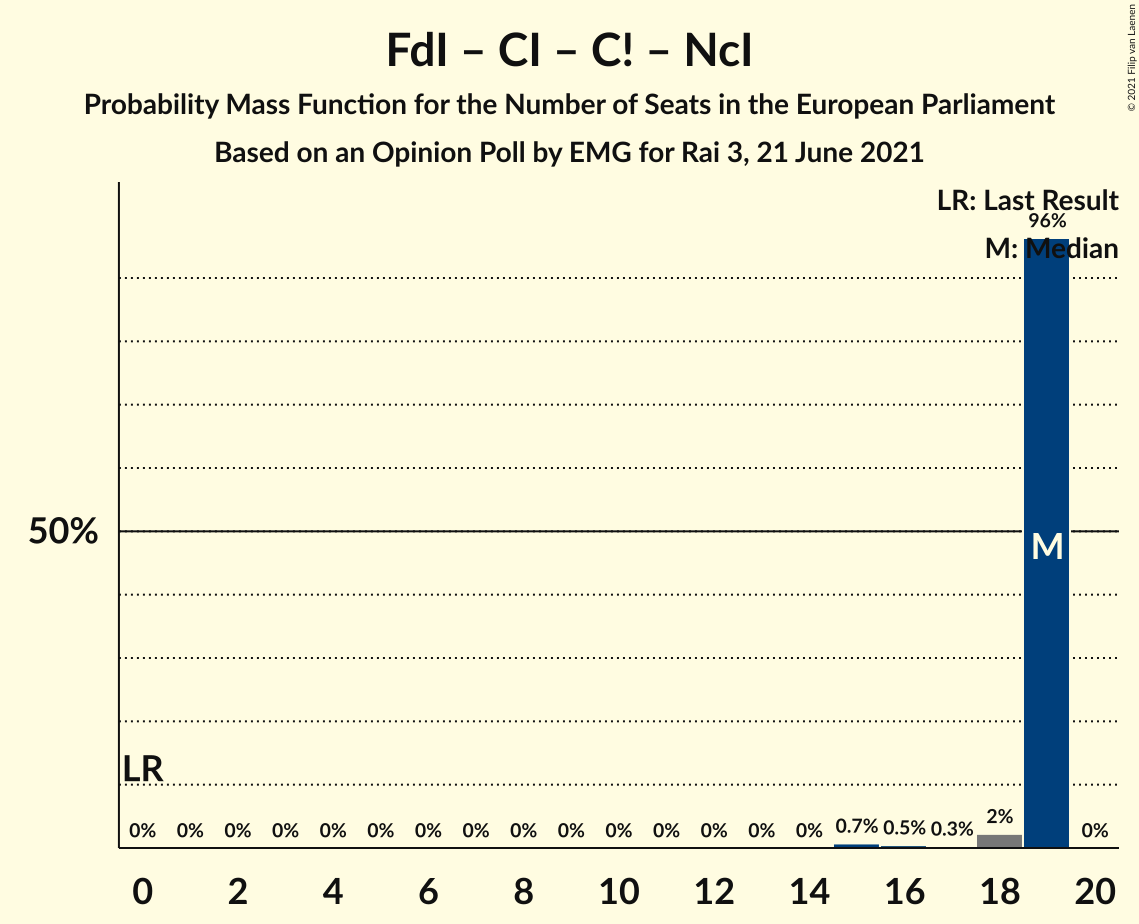 FdI – CI – C! – NcI
Probability Mass Function for the Number of Seats in the European Parliament
Based on an Opinion Poll by EMG for Rai 3, 21 June 2021
© 2021 Filip van Laenen
LR: Last Result
96%
M: Median
50%
M
LR
0% 0% 0% 0% 0% 0% 0% 0% 0% 0% 0% 0% 0% 0% 0% 0.7% 0.5% 0.3% 2% 0%
0 2 4 6 8 10 12 14 16 18 20